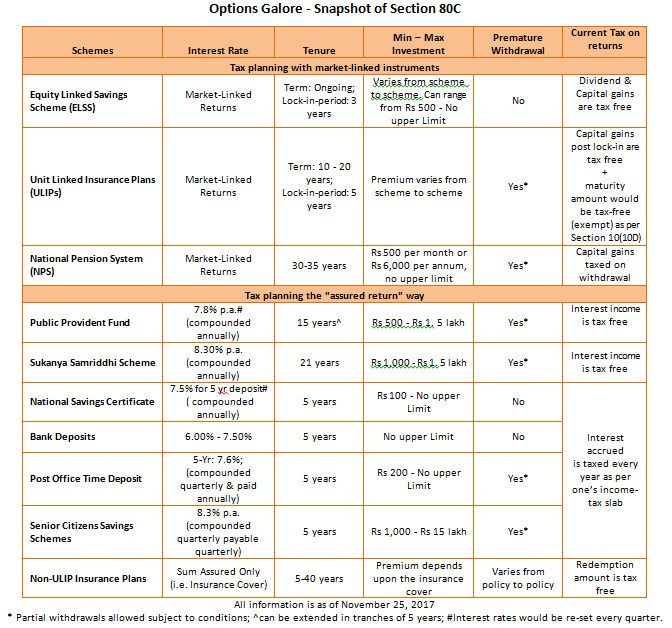 Options Galore - Snapshot of Section 80C
Schemes
Interest Rate
Tenure
Min – Max
Investment
Premature
Withdrawal
Current Tax on
returns
Tax planning with market-linked instruments
Equity Linked Savings
Scheme (ELSS)
Market-Linked
Returns
Term: Ongoing;
Lock-in-period: 3
years
Varies from scheme
to scheme. Can range
from Rs 500 - No
upper Limit
No
Dividend &
Capital gains
are tax free
Unit Linked Insurance Plans
(ULIPs)
Market-Linked
Returns
Term: 10 - 20
years;
Lock-in-period: 5
years
Premium varies from
scheme to scheme
Yes*
Capital gains
post lock-in are
tax free
+
maturity
amount would
be tax-free
(exempt) as per
Section 10(10D)
National Pension System
(NPS)
Market-Linked
Returns
30-35 years
Rs 500 per month or
Rs 6,000 per annum,
no upper limit
Yes*
Capital gains
taxed on
withdrawal
Tax planning the "assured return" way
Public Provident Fund
7.8% p.a.#
(compounded
annually)
15 years^
Rs 500 - Rs 1. 5 lakh
Yes*
Interest income
is tax free
Sukanya Samriddhi Scheme
8.30% p.a.
(compounded
annually)
21 years
Rs 1,000 - Rs 1. 5 lakh
Yes*
Interest income
is tax free
National Savings Certificate
7.5% for 5 yr deposit#
( compounded
annually)
5 years
Rs 100 - No upper
Limit
No
Bank Deposits
6.00% - 7.50%
5 years
No upper Limit
No
Interest
accrued
is taxed every
year as per
one's income-
tax slab
Post Office Time Deposit
5-Yr: 7.6%;
(compounded
quarterly & paid
annually)
5 years
Rs 200 - No upper
Limit
Yes*
Senior Citizens Savings
Schemes
8.3% p.a.
(compounded
quarterly payable
quarterly)
5 years
Rs 1,000 - Rs 15 lakh
Yes*
Non-ULIP Insurance Plans
Sum Assured Only
(i.e. Insurance Cover)
5-40 years
Premium depends
upon the insurance
cover
Varies from
policy to policy
Redemption
amount is tax
free
All information is as of November 25, 2017
* Partial withdrawals allowed subject to conditions; ^can be extended in tranches of 5 years; #Interest rates would be re-set every quarter.